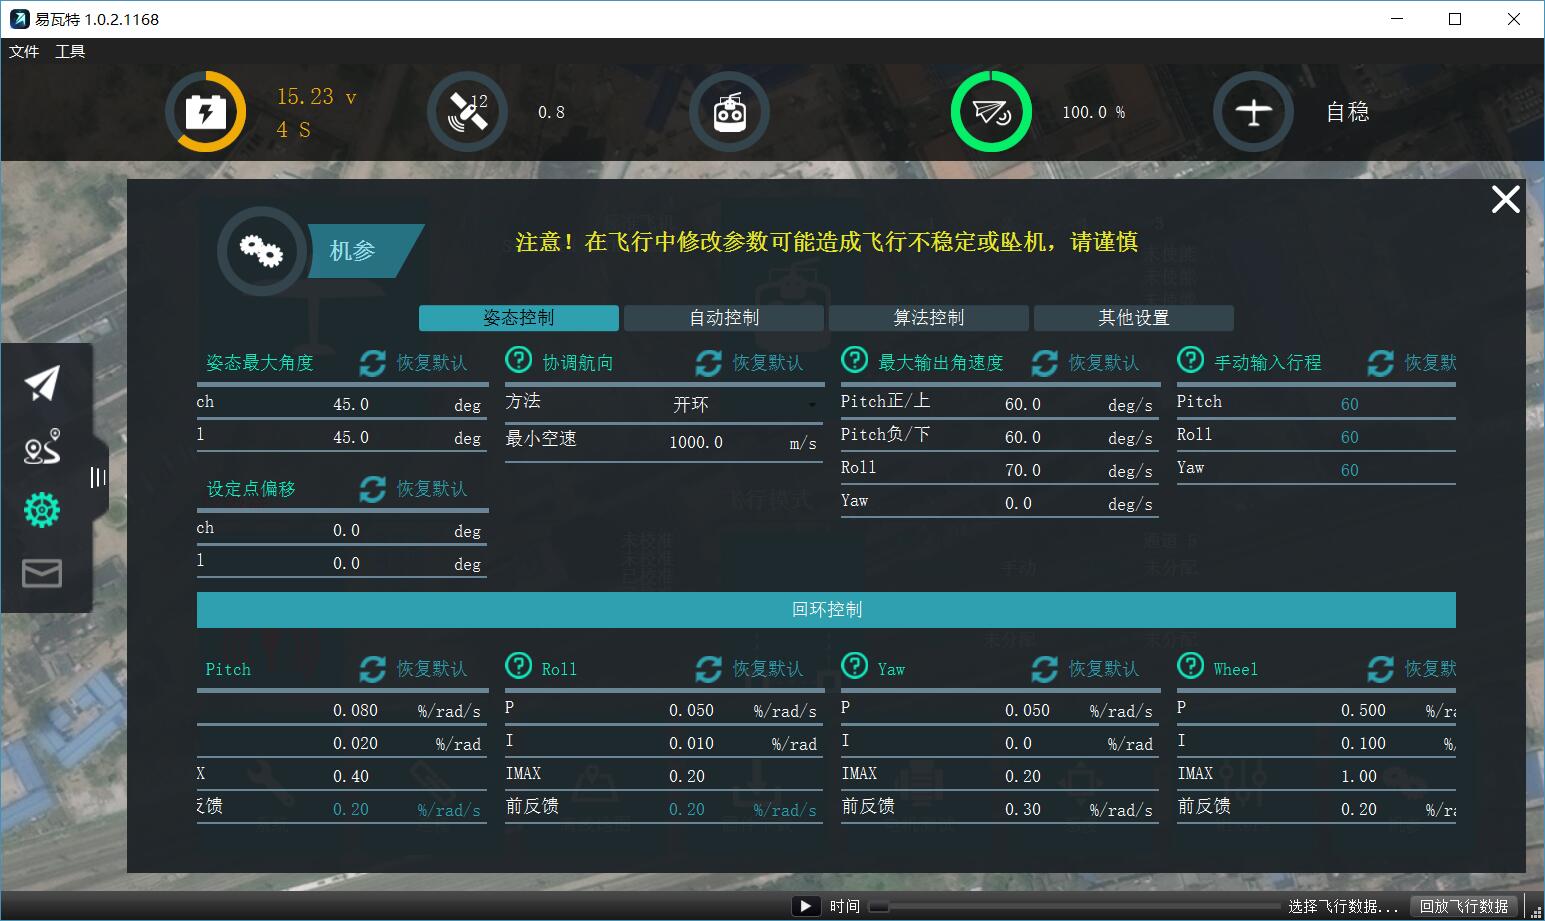 易瓦特 1.0.2.1168
文件 工具
15.23 v
4 S
12
0.8
100.0 %
自稳
机参
注意！在飞行中修改参数可能造成飞行不稳定或坠机，请谨慎
姿态控制 自动控制 算法控制 其他设置
姿态最大角度 恢复默认 协调航向 恢复默认 最大输出角速度 恢复默认 手动输入行程 恢复默
ch 45.0 deg 方法 开环 Pitch正/上 60.0 deg/s Pitch 60
l 45.0 deg 最小空速 1000.0 m/s Pitch负/下 60.0 deg/s Roll 60
Roll 70.0 deg/s Yaw 60
设定点偏移 恢复默认 Yaw 0.0 deg/s
ch 0.0 deg
l 0.0 deg
回环控制
Pitch 恢复默认 Roll 恢复默认 Yaw 恢复默认 Wheel 恢复默
0.080 %/rad/s P 0.050 %/rad/s P 0.050 %/rad/s P 0.500 %/ra
0.020 %/rad I 0.010 %/rad I 0.0 %/rad I 0.100 %/
X 0.40 IMAX 0.20 IMAX 0.20 IMAX 1.00
反馈 0.20 %/rad/s 前反馈 0.20 %/rad/s 前反馈 0.30 %/rad/s 前反馈 0.20 %/ra
时间 选择飞行数据... 回放飞行数据